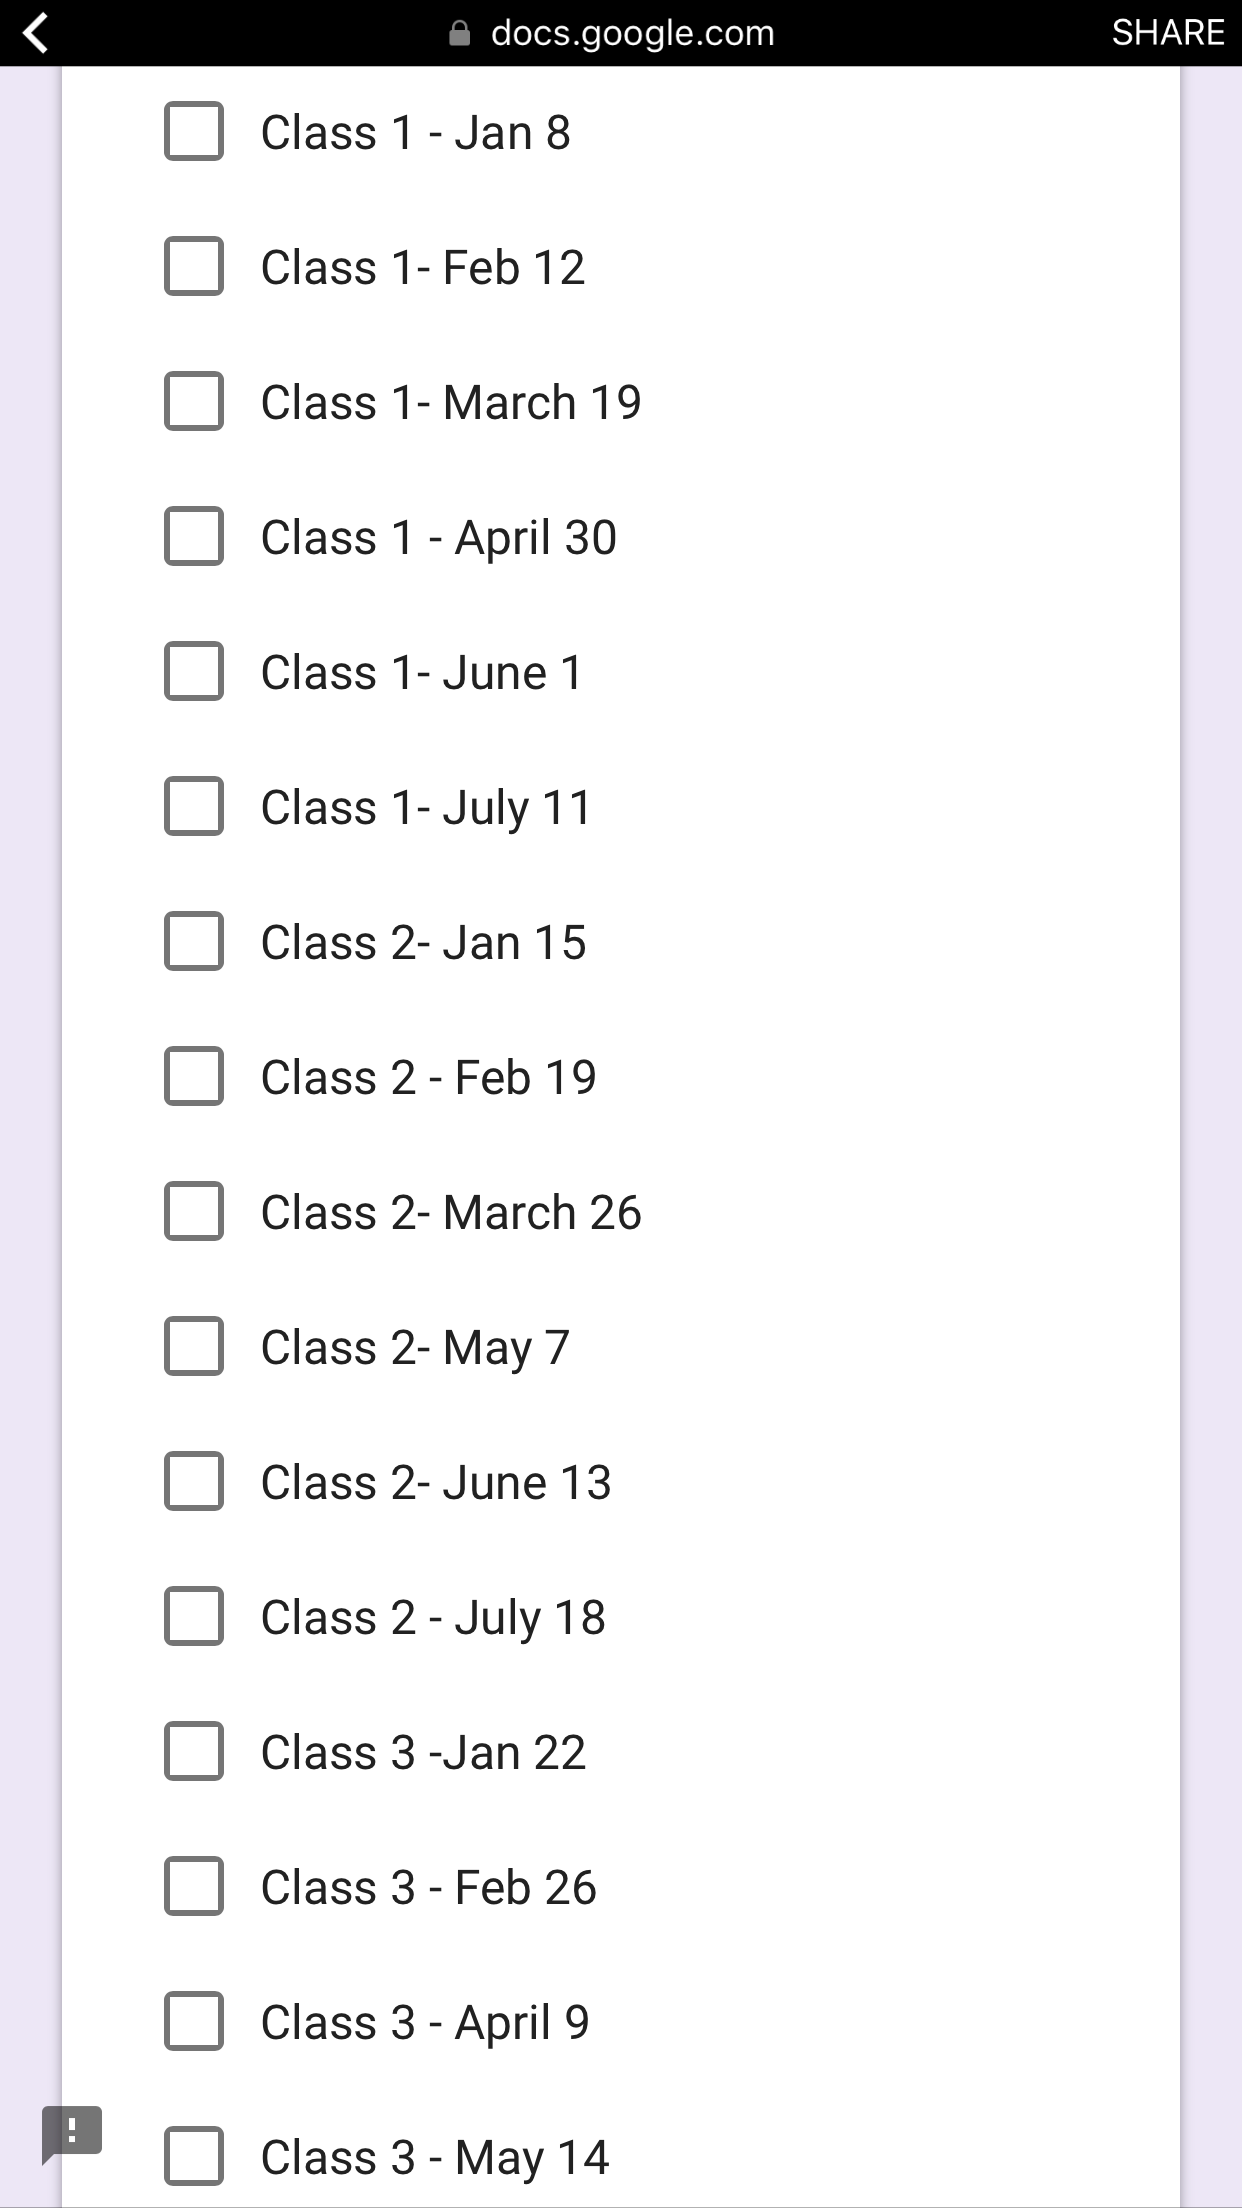 docs.google.com
SHARE
Class 1 - Jan 8
Class 1- Feb 12
Class 1- March 19
Class 1 - April 30
Class 1- June 1
Class 1- July 11
Class 2- Jan 15
Class 2 - Feb 19
Class 2- March 26
Class 2- May 7
Class 2- June 13
Class 2 - July 18
Class 3 -Jan 22
Class 3 - Feb 26
Class 3 - April 9
Class 3 - May 14